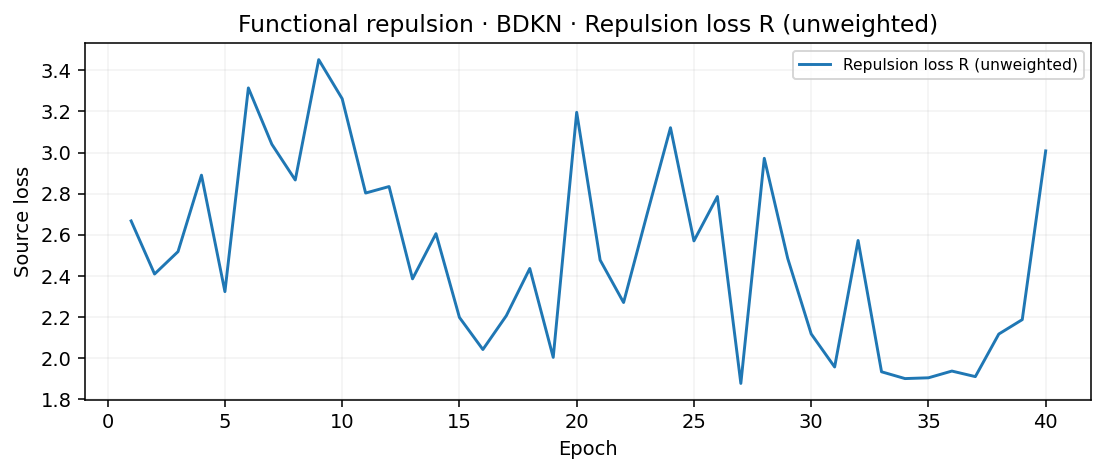 Functional repulsion · BDKN · Repulsion loss R (unweighted)
Repulsion loss R (unweighted)
Source loss
3.4
3.2
3.0
2.8
2.6
2.4
2.2
2.0
1.8
0 5 10 15 20 25 30 35 40
Epoch